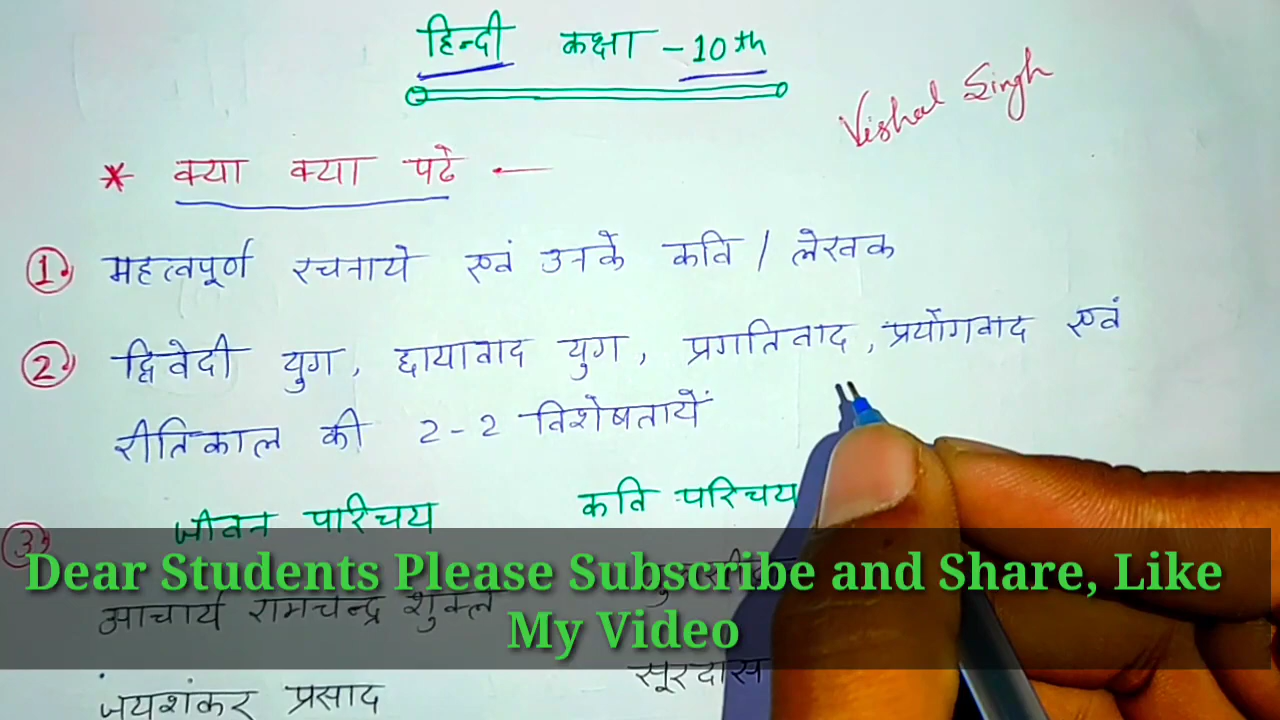 हिन्दी कक्षा - 10th
Vishal Singh
* क्या क्या पढे -
1. महत्वपूर्ण रचनाये एवं उनके कवि / लेखक
2. द्विवेदी युग, छायावाद युग, प्रगतिवाद, प्रयोगवाद एवं
रीतिकाल की 2-2 विशेषतायें
3. जीवन परिचय कवि परिचय
Dear Students Please Subscribe and Share, Like
My Video
आचार्य रामचन्द्र शुक्ल
जयशंकर प्रसाद सूरदास